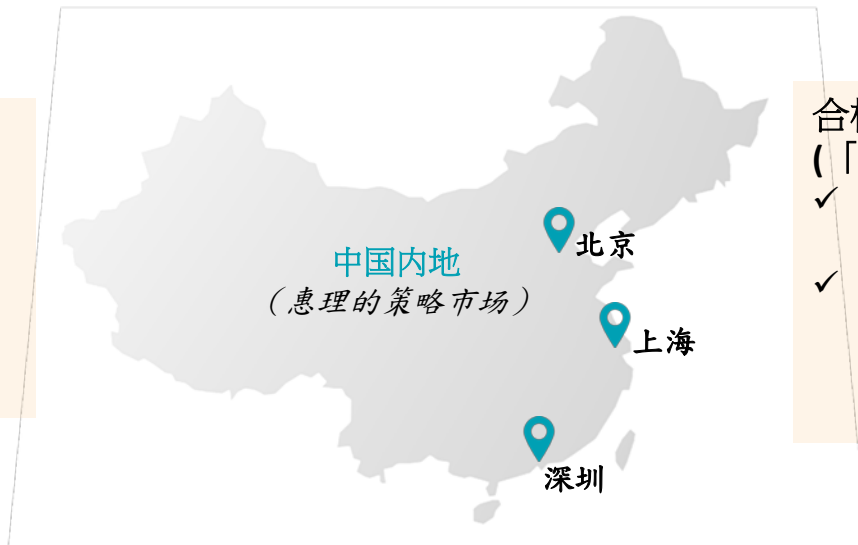 合
(「
✓
✓
北京
中国内地
（惠理的策略市场）
上海
深圳